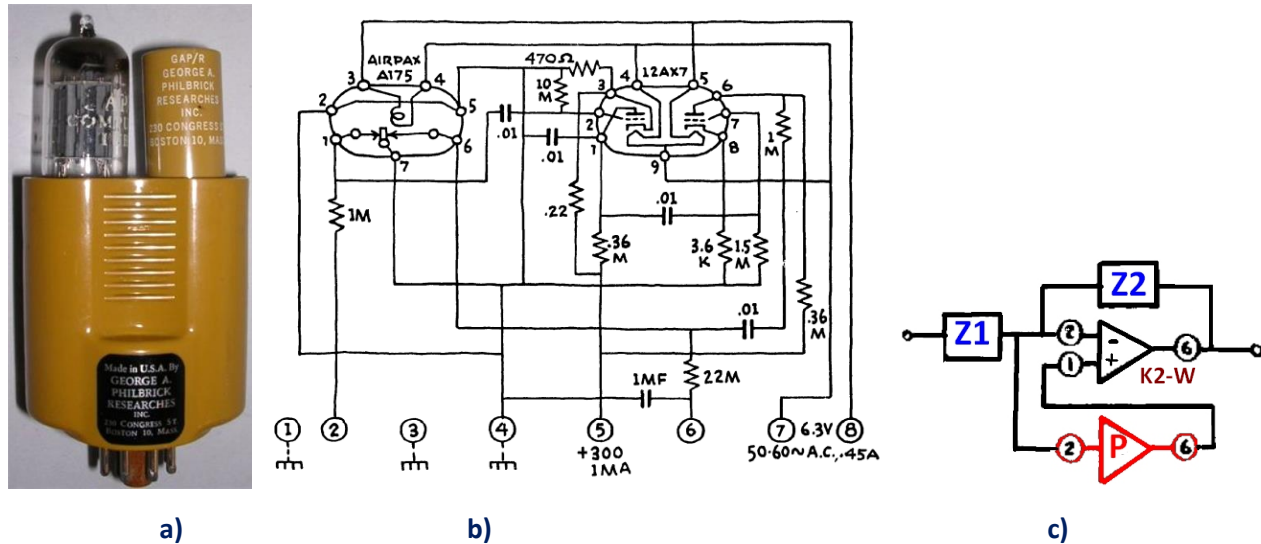 GAP/R
GEORGE A.
PHILBRICK
RESEARCHES
INC.
230 CONGRESS ST.
BOSTON 10, MASS.
Made in U.S.A. By
GEORGE A.
PHILBRICK
RESEARCHES
INC.
230 CONGRESS ST.
BOSTON 10, MASS.
a)
AIRPAX
A175
470Ω
12AX7
3
4
3
4
5
6
2
5
10
M
2
7
1
6
.01
1
8
1
M
.01
7
9
1M
.22
.01
.36
M
3.6
K
1.5
M
.01
.36
M
1MF
22M
1
2
3
4
5
6
7
6.3V
8
+300
1MA
50-60~A.C.,.45A
b)
Z2
Z1
2
-
6
1
+
K2-W
2
P
6
c)